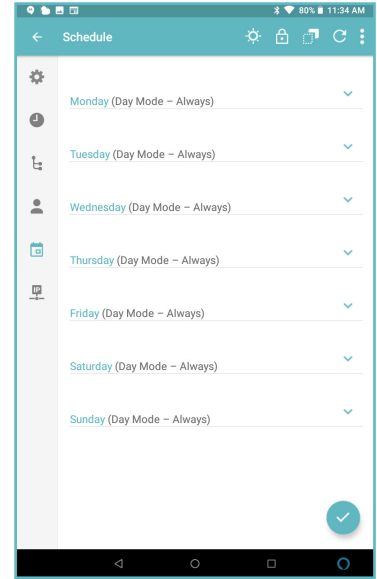 80% 11:34 AM
Schedule
Monday (Day Mode – Always)
Tuesday (Day Mode – Always)
Wednesday (Day Mode – Always)
Thursday (Day Mode – Always)
Friday (Day Mode – Always)
IP
Saturday (Day Mode – Always)
Sunday (Day Mode – Always)